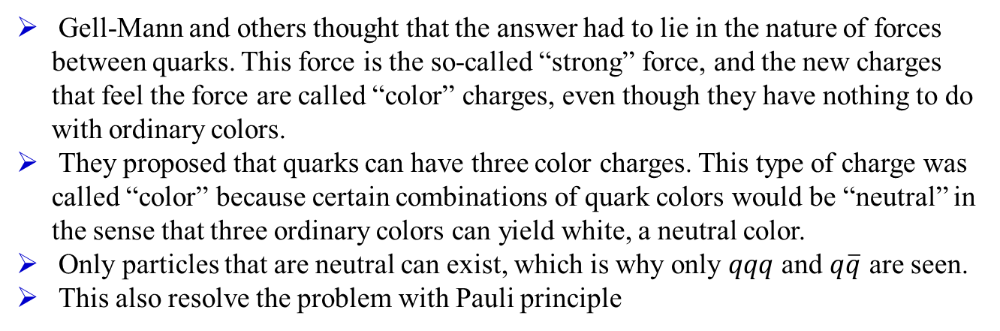 ➢ Gell-Mann and others thought that the answer had to lie in the nature of forces
between quarks. This force is the so-called “strong” force, and the new charges
that feel the force are called “color” charges, even though they have nothing to do
with ordinary colors.
➢ They proposed that quarks can have three color charges. This type of charge was
called “color” because certain combinations of quark colors would be “neutral” in
the sense that three ordinary colors can yield white, a neutral color.
➢ Only particles that are neutral can exist, which is why only qqq and qq̄ are seen.
➢ This also resolve the problem with Pauli principle